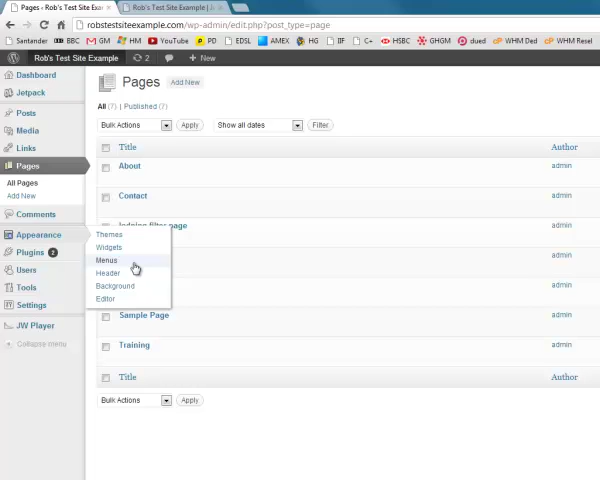 Pages ‹ Rob's Test Site Exar
Rob's Test Site Example | J
robstestsiteexample.com/wp-admin/edit.php?post_type=page
Santander BBC GM HM YouTube PD EDSL AMEX HG IIF C+ HSBC GHGM dued WHM Ded WHM Resel
Rob's Test Site Example 2 + New
Dashboard
Jetpack
Posts
Media
Links
Pages
All Pages
Add New
Comments
Appearance
Plugins 2
Users
Tools
Settings
JW Player
Collapse menu
Themes
Widgets
Menus
Header
Background
Editor
Pages Add New
All (7) | Published (7)
Bulk Actions Apply Show all dates Filter
Title Author
About admin
Contact admin
filter page admin
admin
admin
Sample Page admin
Training admin
Title Author
Bulk Actions Apply